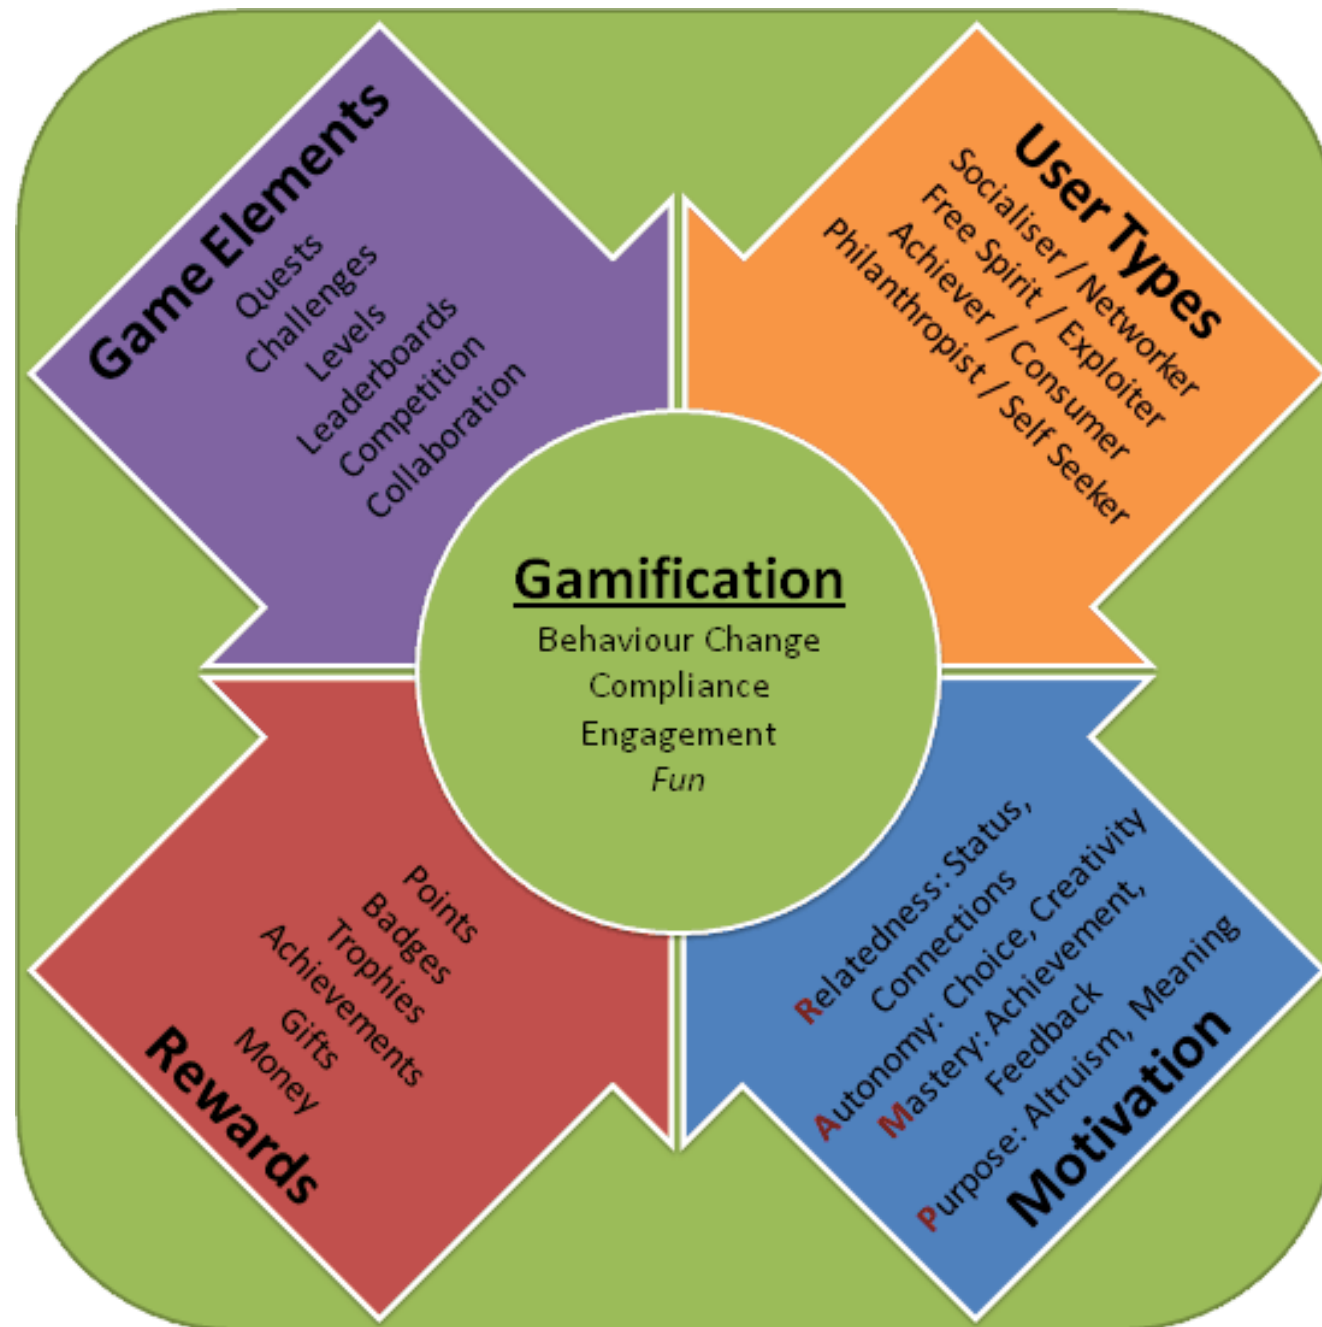 Game Elements
Quests
Challenges
Levels
Leaderboards
Competition
Collaboration
User Types
Socialiser / Networker
Free Spirit / Exploiter
Achiever / Consumer
Philanthropist / Self Seeker
Gamification
Behaviour Change
Compliance
Engagement
Fun
Points
Badges
Trophies
Achievements
Gifts
Money
Rewards
Relatedness: Status,
Connections
Autonomy: Choice, Creativity
Mastery: Achievement,
Feedback
Purpose: Altruism, Meaning
Motivation